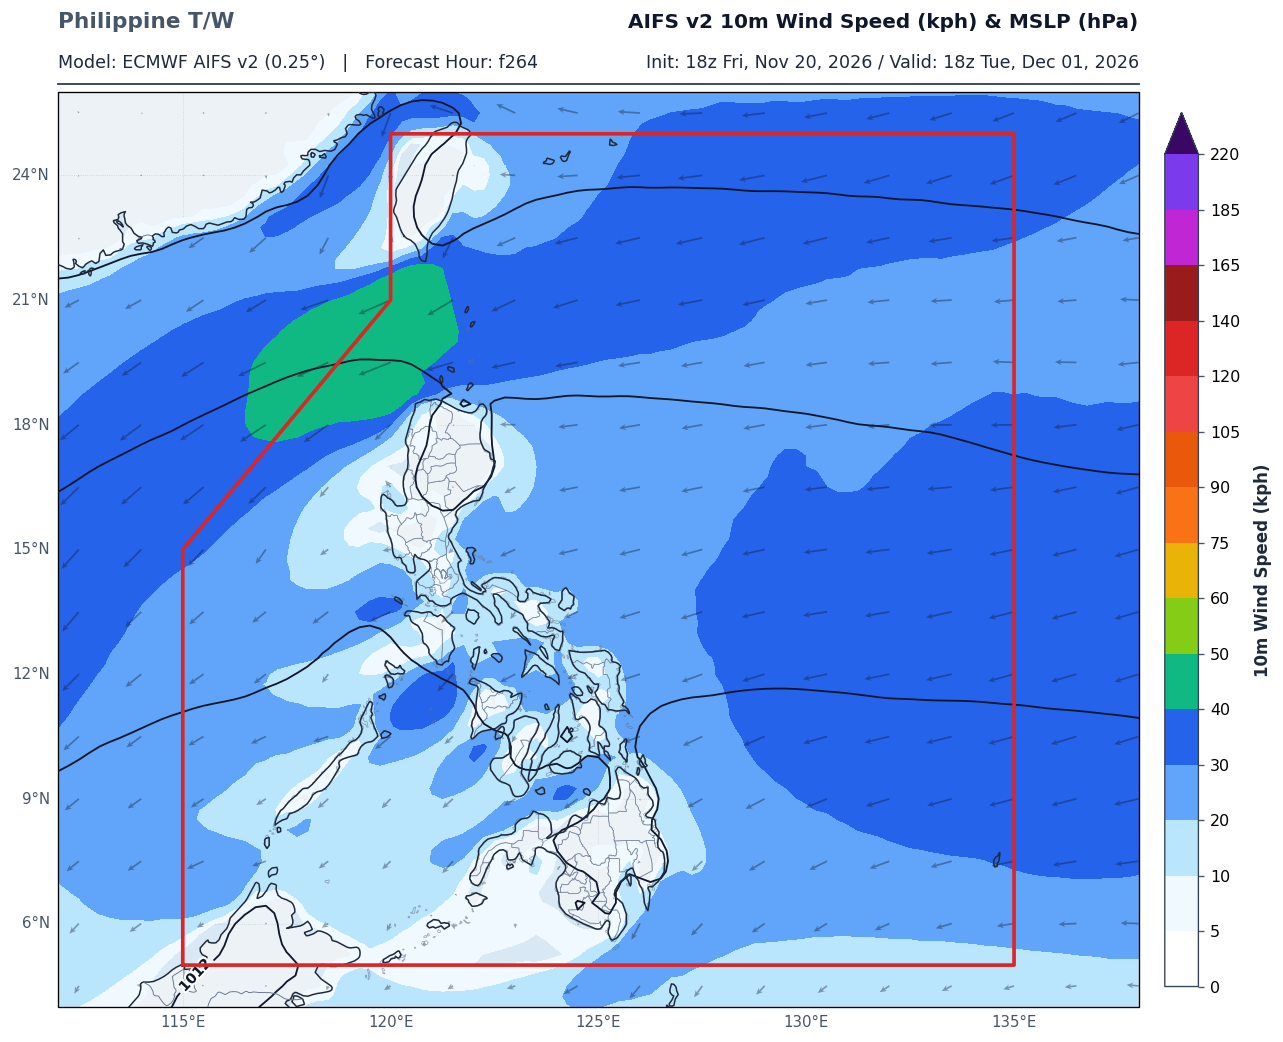 Philippine T/W
AIFS v2 10m Wind Speed (kph) & MSLP (hPa)
Model: ECMWF AIFS v2 (0.25°) | Forecast Hour: f264
Init: 18z Fri, Nov 20, 2026 / Valid: 18z Tue, Dec 01, 2026
24°N
21°N
18°N
15°N
12°N
9°N
6°N
1012
115°E
120°E
125°E
130°E
135°E
220
185
165
140
120
105
90
75
60
50
40
30
20
10
5
0
10m Wind Speed (kph)